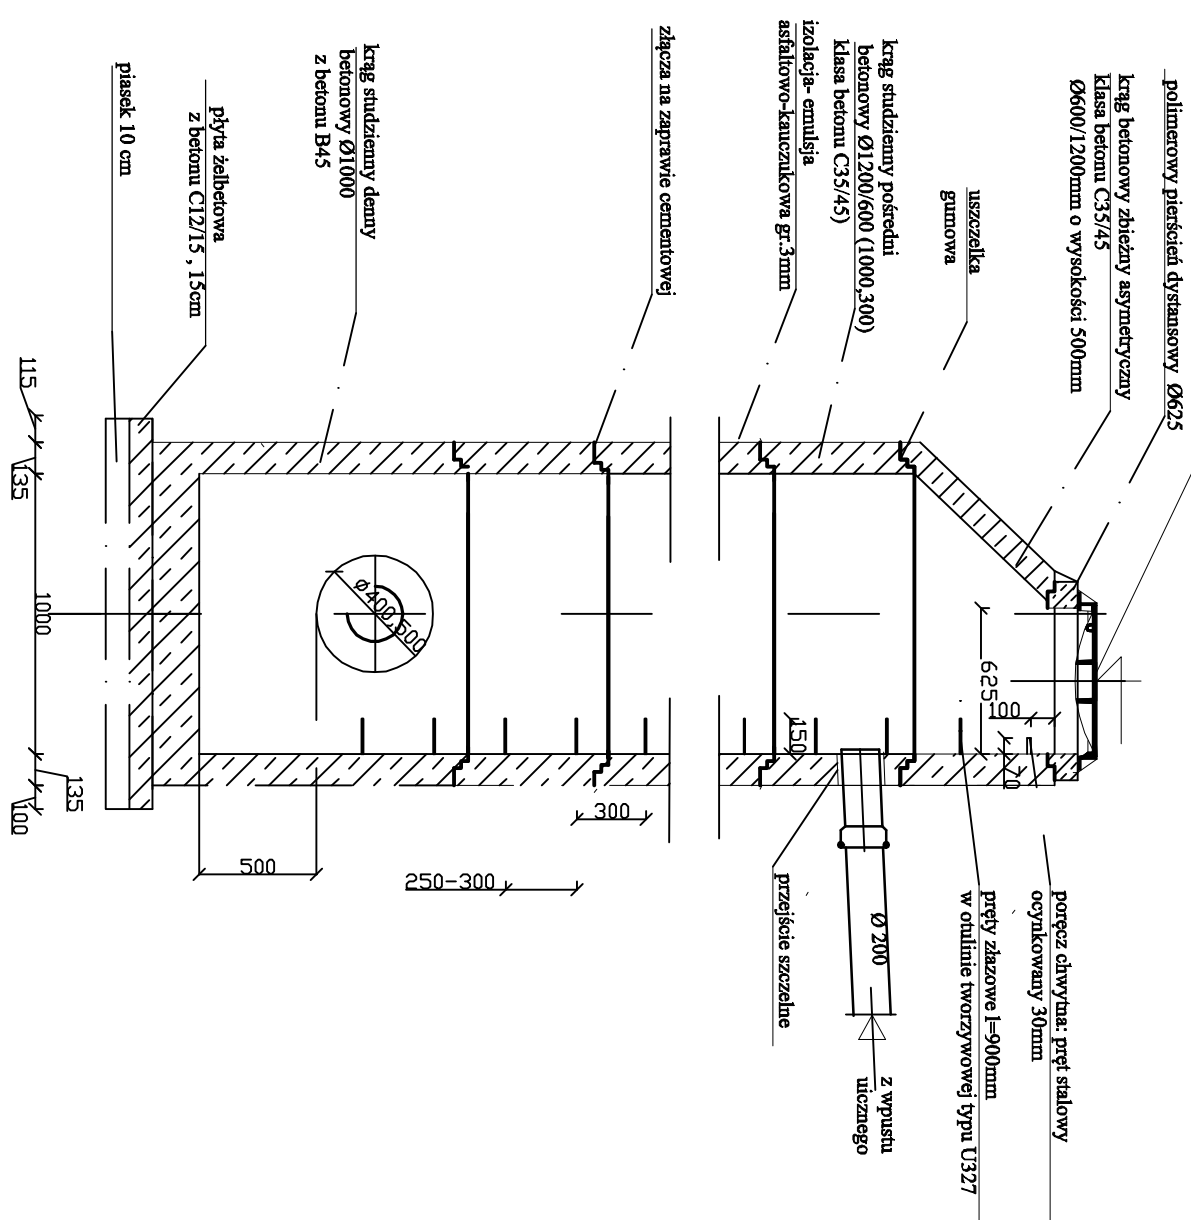 polimerowy pierścień dystansowy Ø625
krąg betonowy zbieżny asymetryczny
klasa betonu C35/45
Ø600/1200mm o wysokości 500mm
uszczelka
gumowa
krąg studzienny pośredni
betonowy Ø1200/600 (1000,300)
klasa betonu C35/45)
izolacja- emulsja
asfaltowo-kauczukowa gr.3mm
złącza na zaprawie cementowej
krąg studzienny denny
betonowy Ø1000
z betonu B45
płyta żelbetowa
z betonu C12/15 , 15cm
piasek 10 cm
115
135
1000
135
100
Ø400,500
625
100
70
150
300
250-300
500
Ø 200
poręcz chwytna: pręt stalowy
ocynkowany 30mm
pręty złazowe l=900mm
w otulinie tworzywowej typu U327
z wpustu
uicznego
przejście szczelne